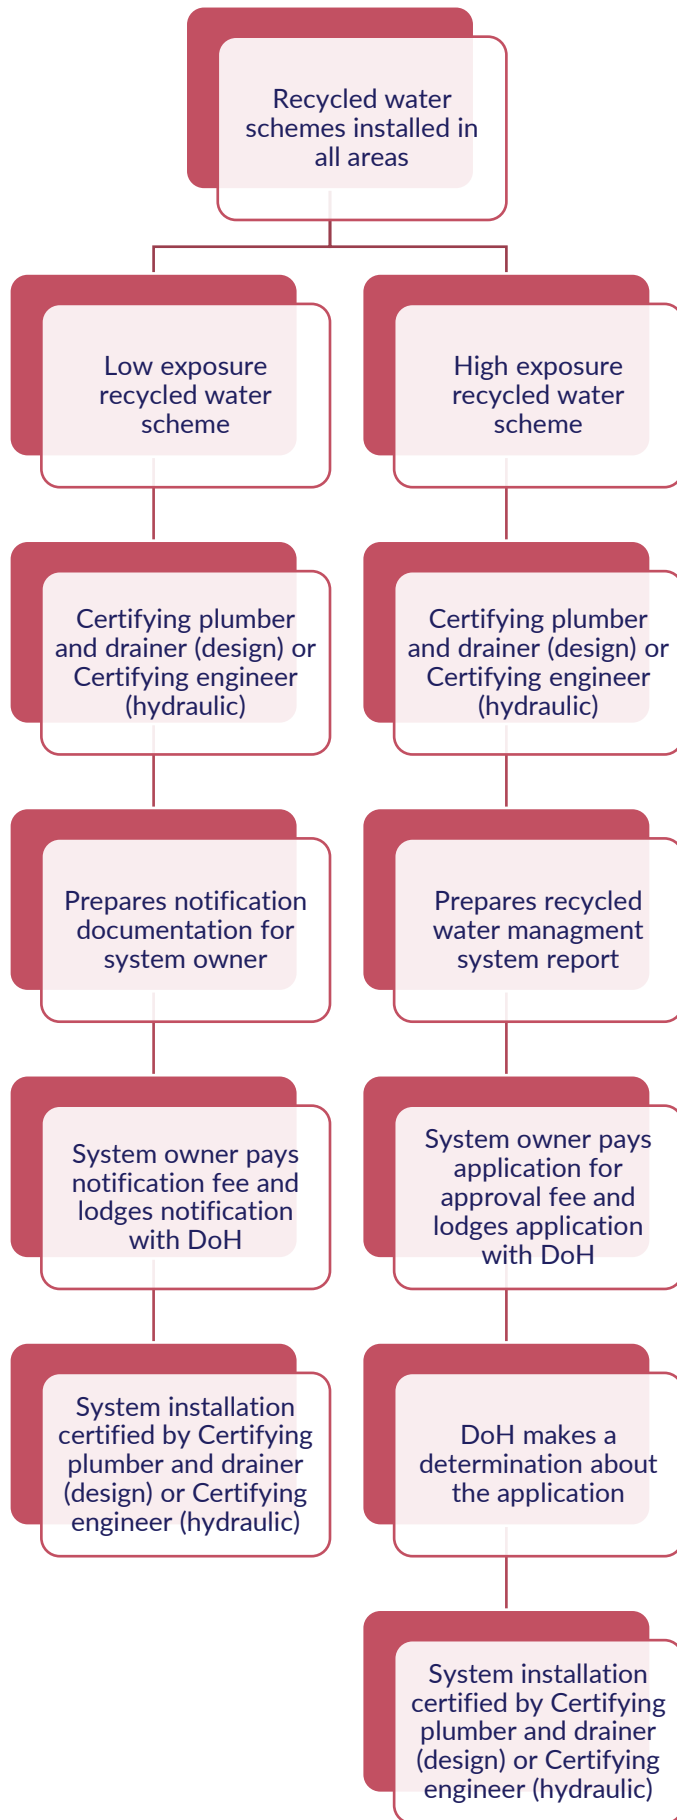 Recycled water
schemes installed in
all areas
Low exposure
recycled water
scheme
High exposure
recycled water
scheme
Certifying plumber
and drainer (design) or
Certifying engineer
(hydraulic)
Certifying plumber
and drainer (design) or
Certifying engineer
(hydraulic)
Prepares notification
documentation for
system owner
Prepares recycled
water managment
system report
System owner pays
notification fee and
lodges notification
with DoH
System owner pays
application for
approval fee and
lodges application
with DoH
System installation
certified by Certifying
plumber and drainer
(design) or Certifying
engineer (hydraulic)
DoH makes a
determination about
the application
System installation
certified by Certifying
plumber and drainer
(design) or Certifying
engineer (hydraulic)